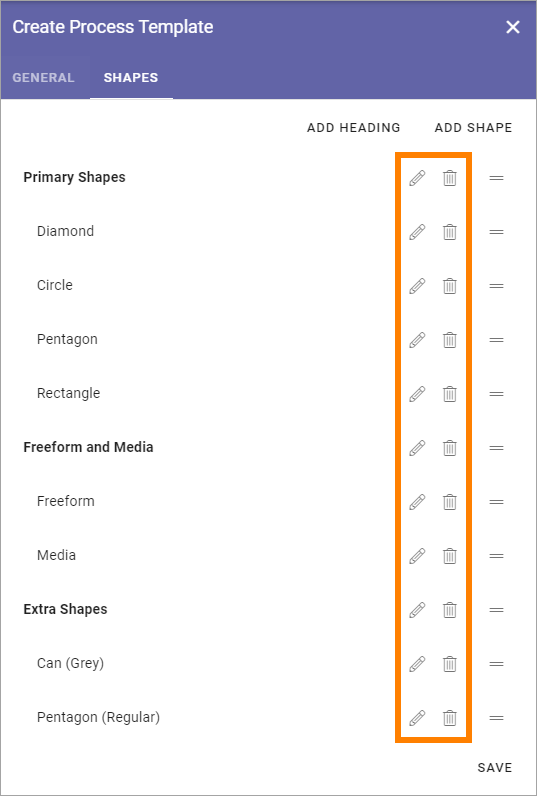 Create Process Template
GENERAL SHAPES
ADD HEADING ADD SHAPE
Primary Shapes
Diamond
Circle
Pentagon
Rectangle
Freeform and Media
Freeform
Media
Extra Shapes
Can (Grey)
Pentagon (Regular)
SAVE